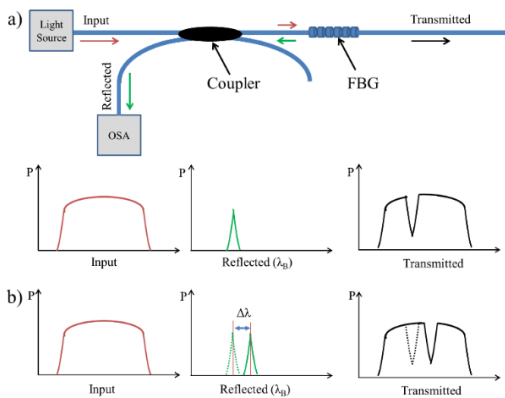 a)
Light
Source
Input
Transmitted
Reflected
Coupler
FBG
OSA
P
P
P
Input
Reflected (λB)
Transmitted
b)
P
P
Δλ
P
Input
Reflected (λB)
Transmitted